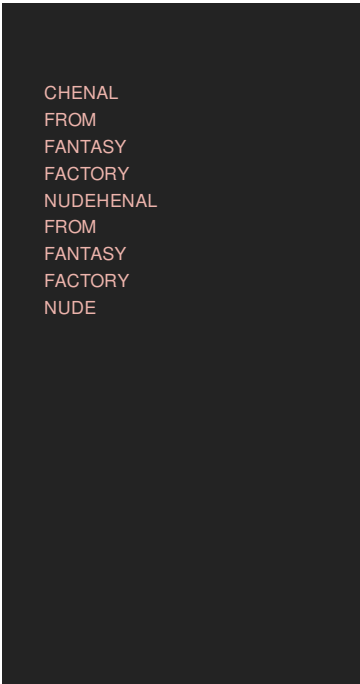 CHENAL
FROM
FANTASY
FACTORY
NUDEHENAL
FROM
FANTASY
FACTORY
NUDE